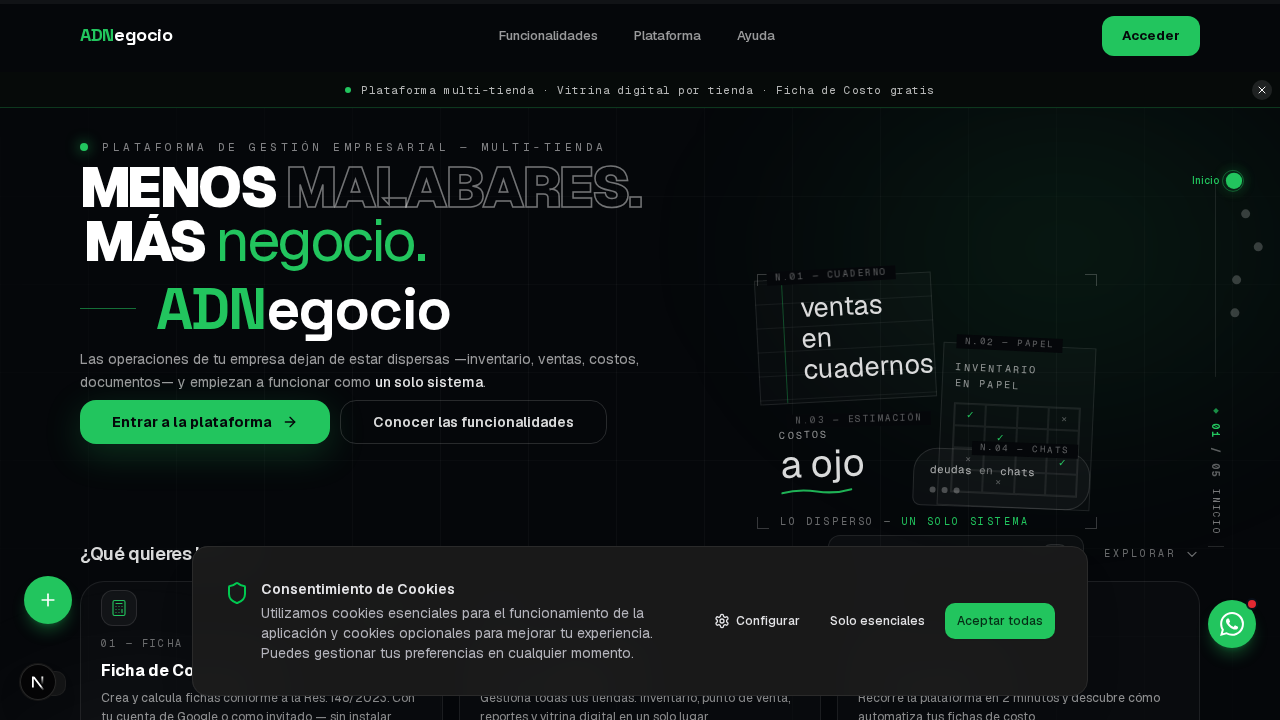 ADNegocio
Funcionalidades
Plataforma
Ayuda
Acceder
Plataforma multi-tienda · Vitrina digital por tienda · Ficha de Costo gratis
PLATAFORMA DE GESTIÓN EMPRESARIAL — MULTI-TIENDA
MENOS MALABARES.
MÁS negocio.
ADNegocio
Las operaciones de tu empresa dejan de estar dispersas —inventario, ventas, costos,
documentos— y empiezan a funcionar como un solo sistema.
Entrar a la plataforma
Conocer las funcionalidades
N.01 — CUADERNO
ventas
en
cuadernos
N.02 — PAPEL
INVENTARIO
EN PAPEL
N.03 — ESTIMACIÓN
COSTOS
a ojo
N.04 — CHATS
deudas en chats
LO DISPERSO — UN SOLO SISTEMA
Inicio
01 / 05 INICIO
EXPLORAR
¿Qué quieres
Consentimiento de Cookies
Utilizamos cookies esenciales para el funcionamiento de la
aplicación y cookies opcionales para mejorar tu experiencia.
Puedes gestionar tus preferencias en cualquier momento.
Configurar
Solo esenciales
Aceptar todas
01 — FICHA
Ficha de Co
Crea y calcula fichas conforme a la Res. 148/2023. Con
tu cuenta de Google o como invitado — sin instalar
Gestiona todas tus tiendas: inventario, punto de venta,
reportes y vitrina digital en un solo lugar
Recorre la plataforma en 2 minutos y descubre cómo
automatiza tus fichas de costo